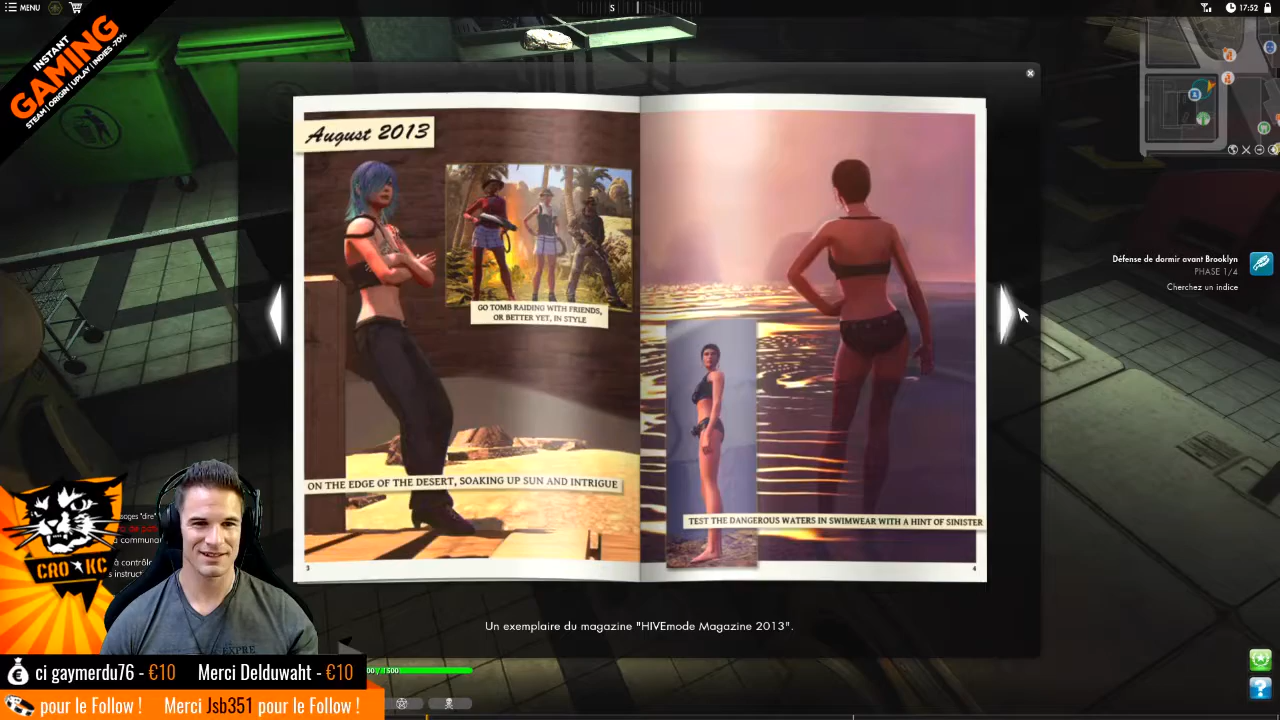 MENU
S
17:52
INSTANT
GAMING
STEAM | ORIGIN | UPLAY | INDIES -70%
August 2013
GO TOMB RAIDING WITH FRIENDS,
OR BETTER YET, IN STYLE
ON THE EDGE OF THE DESERT, SOAKING UP SUN AND INTRIGUE
3
TEST THE DANGEROUS WATERS IN SWIMWEAR WITH A HINT OF SINISTER
4
Défense de dormir avant Brooklyn
PHASE 1/4
Cherchez un indice
Un exemplaire du magazine "HIVEmode Magazine 2013".
CRO KC
EXPRE
ci gaymerdu76 - €10 Merci Delduwaht - €10
pour le Follow ! Merci Jsb351 pour le Follow !